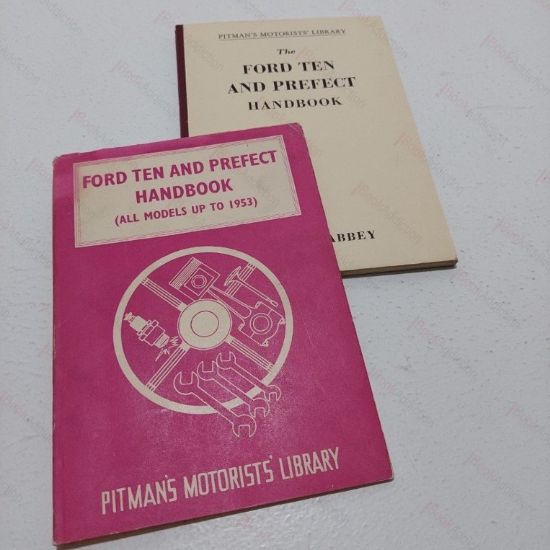 PITMAN'S MOTORISTS' LIBRARY
The
FORD TEN
AND PREFECT
HANDBOOK
ABBEY
FORD TEN AND PREFECT
HANDBOOK
(ALL MODELS UP TO 1953)
PITMAN'S MOTORISTS' LIBRARY